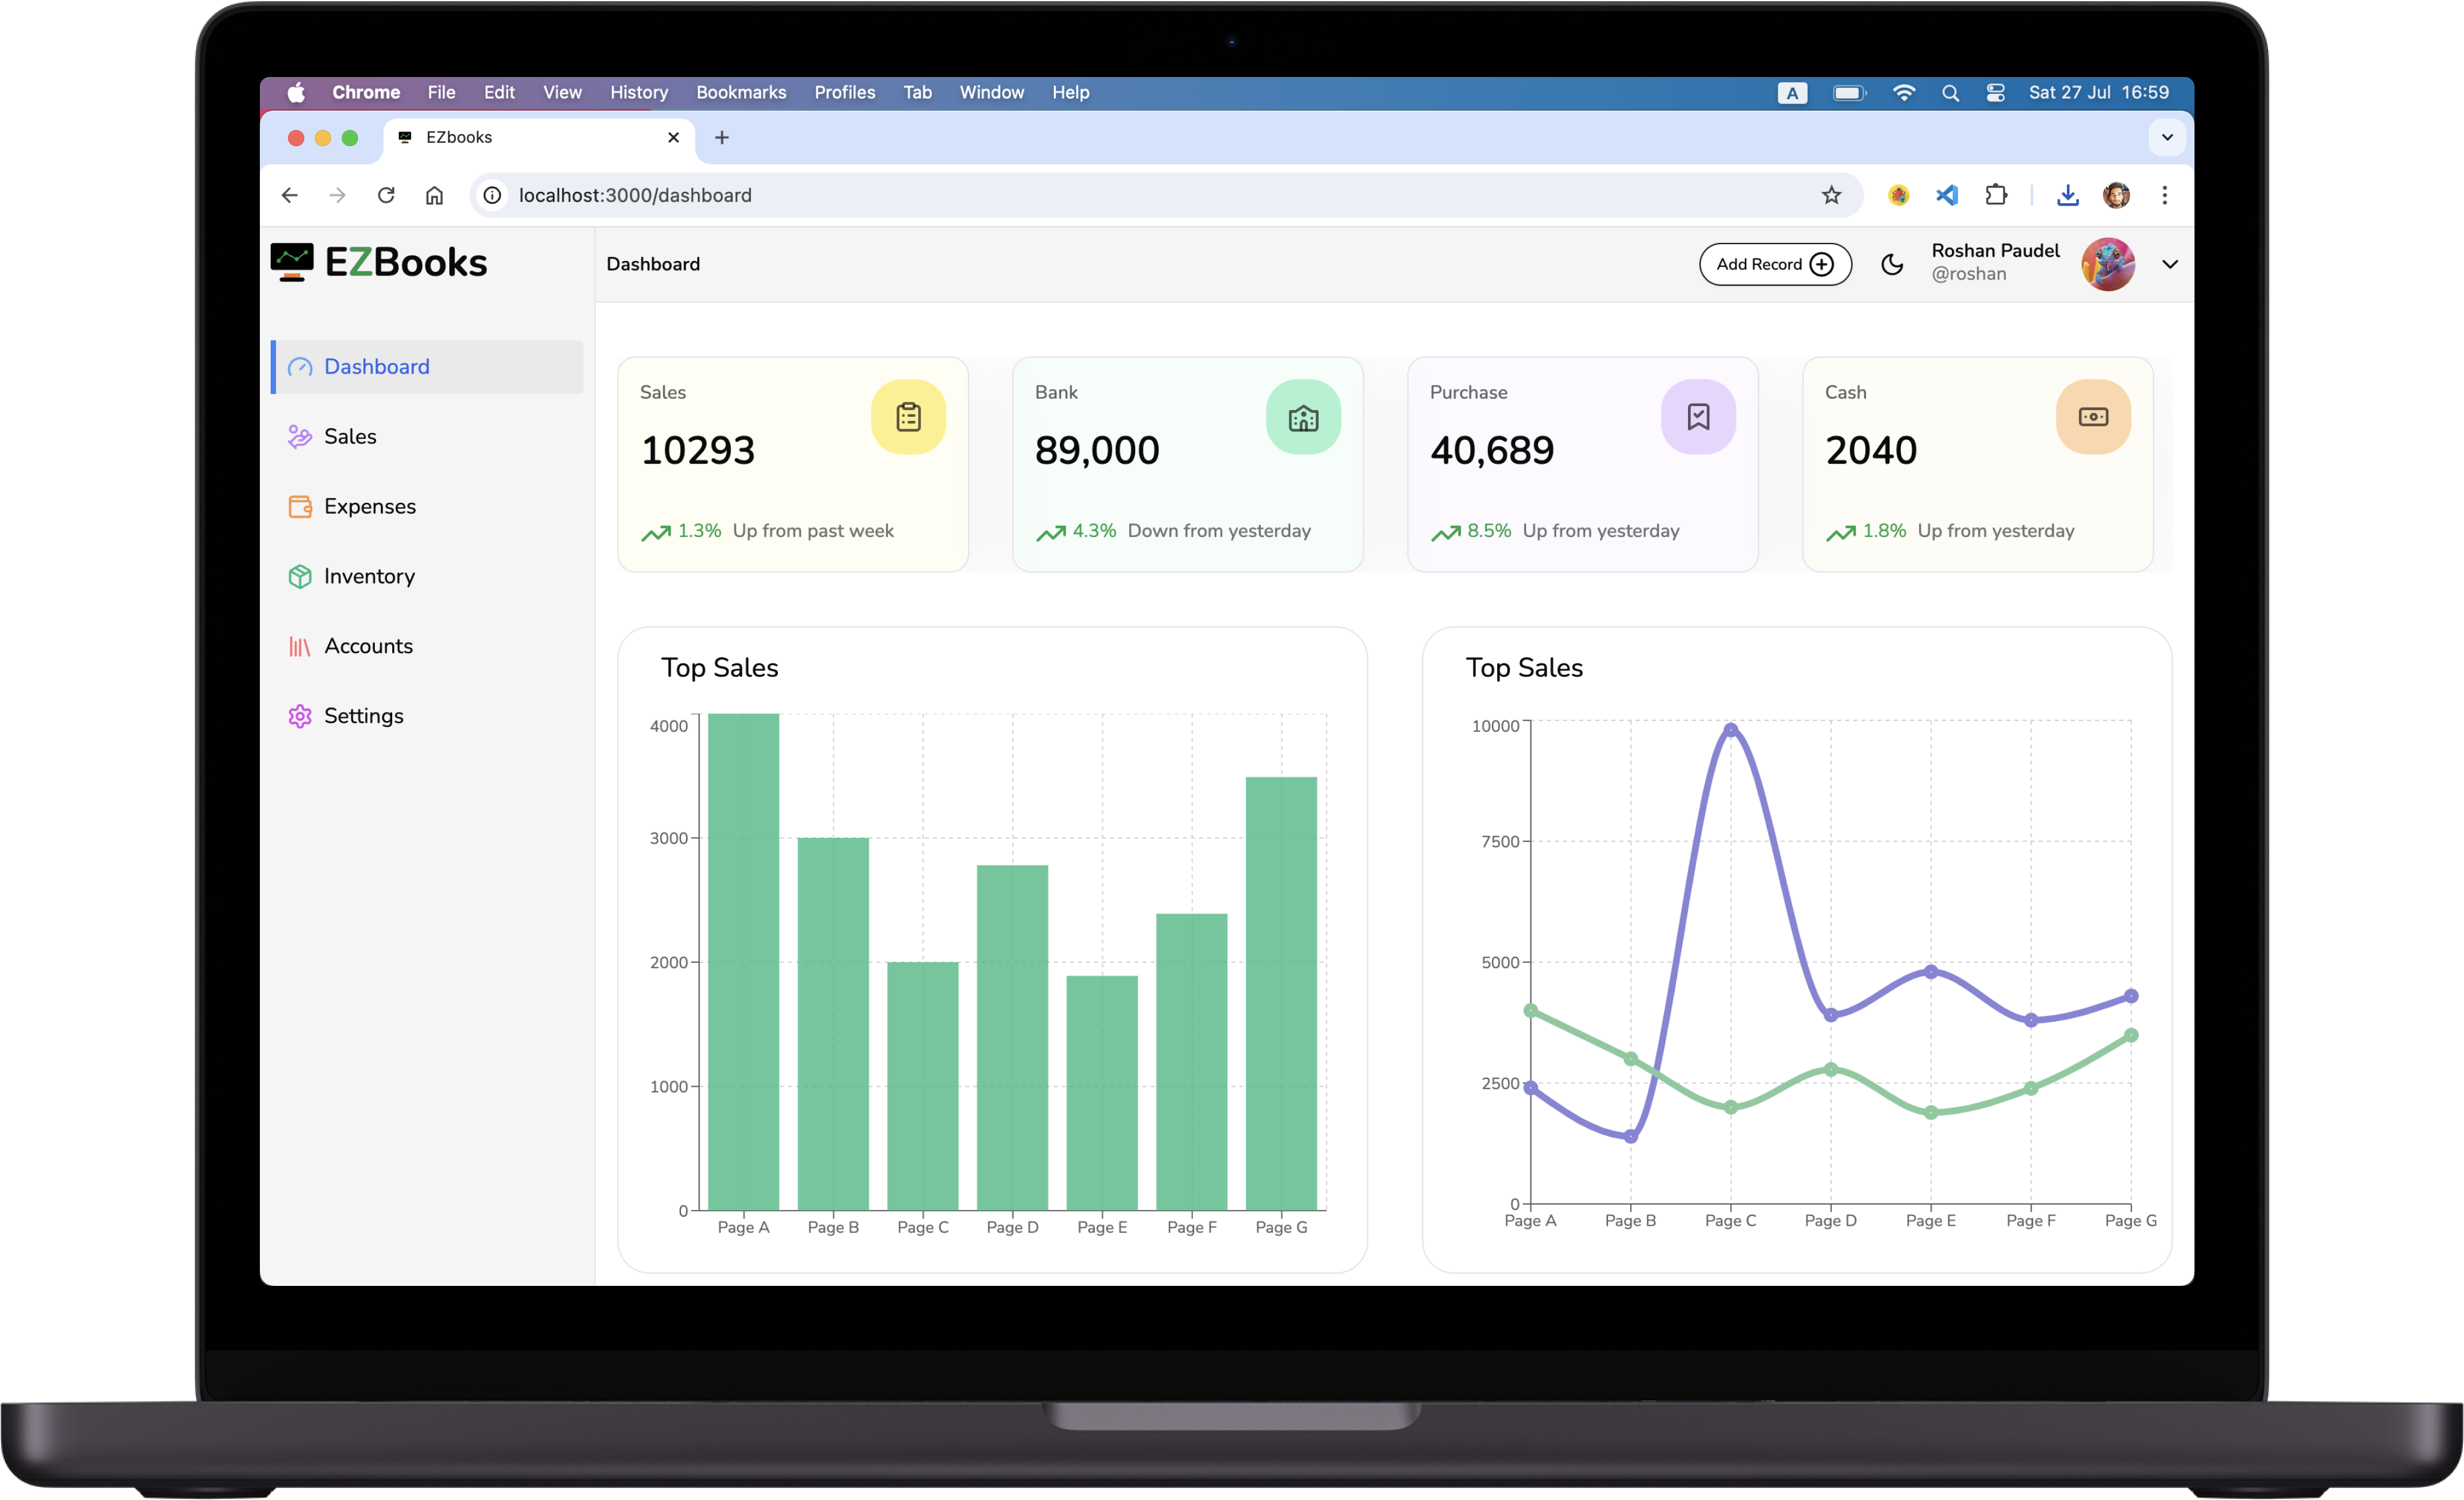 Chrome File Edit View History Bookmarks Profiles Tab Window Help A Sat 27 Jul 16:59
EZbooks
localhost:3000/dashboard
EZBooks
Dashboard
Sales
Expenses
Inventory
Accounts
Settings
Dashboard
Add Record
Roshan Paudel
@roshan
Sales
10293
1.3% Up from past week
Bank
89,000
4.3% Down from yesterday
Purchase
40,689
8.5% Up from yesterday
Cash
2040
1.8% Up from yesterday
Top Sales
4000
3000
2000
1000
0
Page A Page B Page C Page D Page E Page F Page G
Top Sales
10000
7500
5000
2500
0
Page A Page B Page C Page D Page E Page F Page G